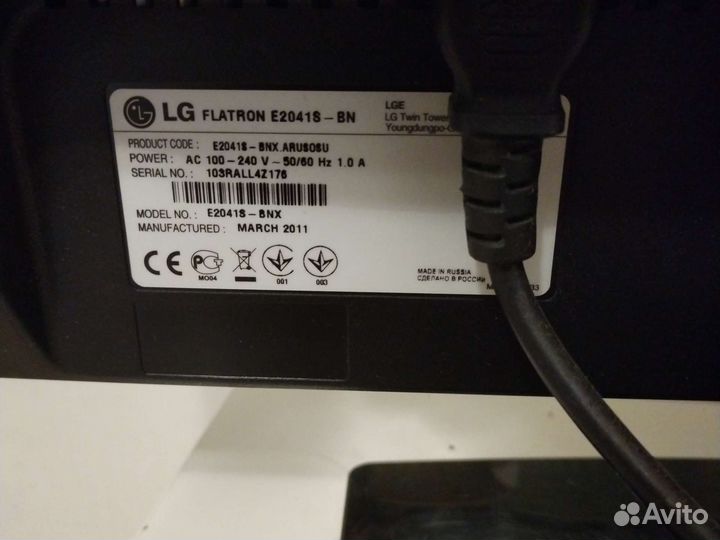 LG FLATRON E2041S-BN
LGE
LG Twin Tower
Youngdungpo-G
PRODUCT CODE : E2041S-BNX.ARUSOSU
POWER : AC 100-240 V ~ 50/60 Hz 1.0 A
SERIAL NO. : 103RALL4Z176
MODEL NO. : E2041S-BNX
MANUFACTURED : MARCH 2011
CE
PG
MO04
001
003
MADE IN RUSSIA
СДЕЛАНО В РОССИИ
Avito